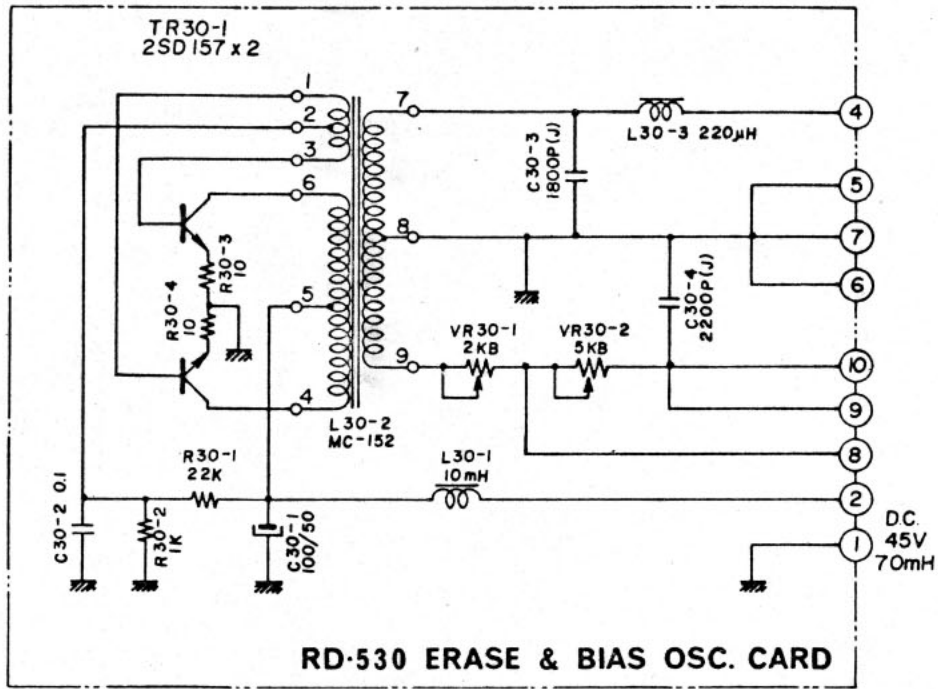 TR30-1
2SD157 x 2
1
2
3
6
5
4
7
8
9
R30-3
10
R30-4
10
L30-2
MC-152
C30-3
1800P(J)
L30-3 220µH
C30-4
2200P(J)
VR30-1
2KB
VR30-2
5KB
L30-1
10mH
R30-1
22K
C30-2 0.1
R30-2
1K
C30-1
100/50
4
5
7
6
10
9
8
2
1
D.C.
45V
70mH
RD·530 ERASE & BIAS OSC. CARD